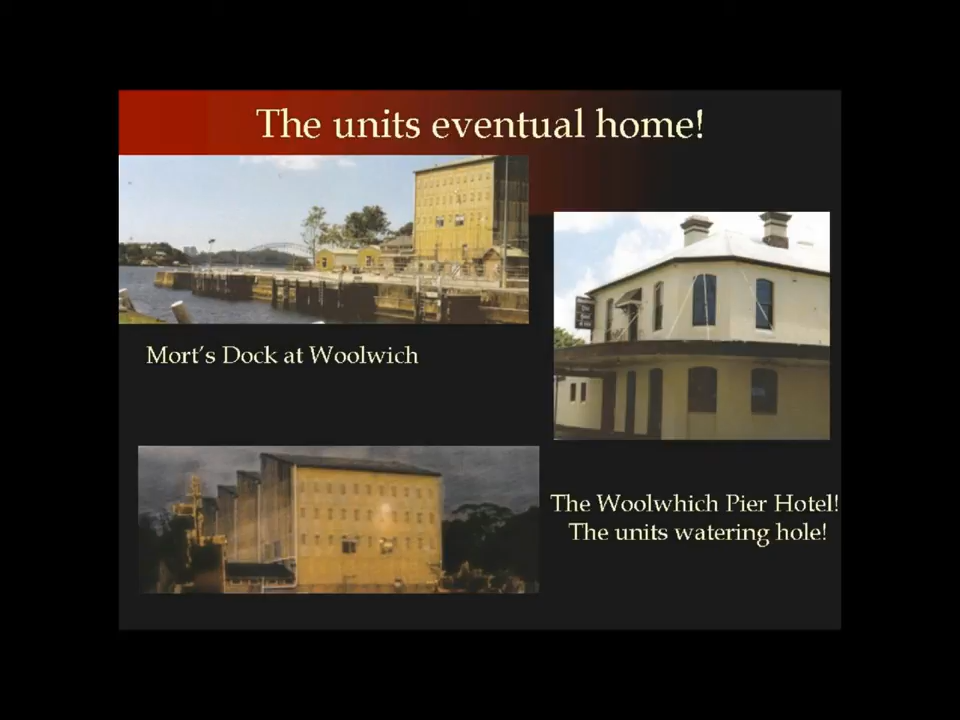 The units eventual home!
Mort's Dock at Woolwich
The Woolwhich Pier Hotel!
The units watering hole!